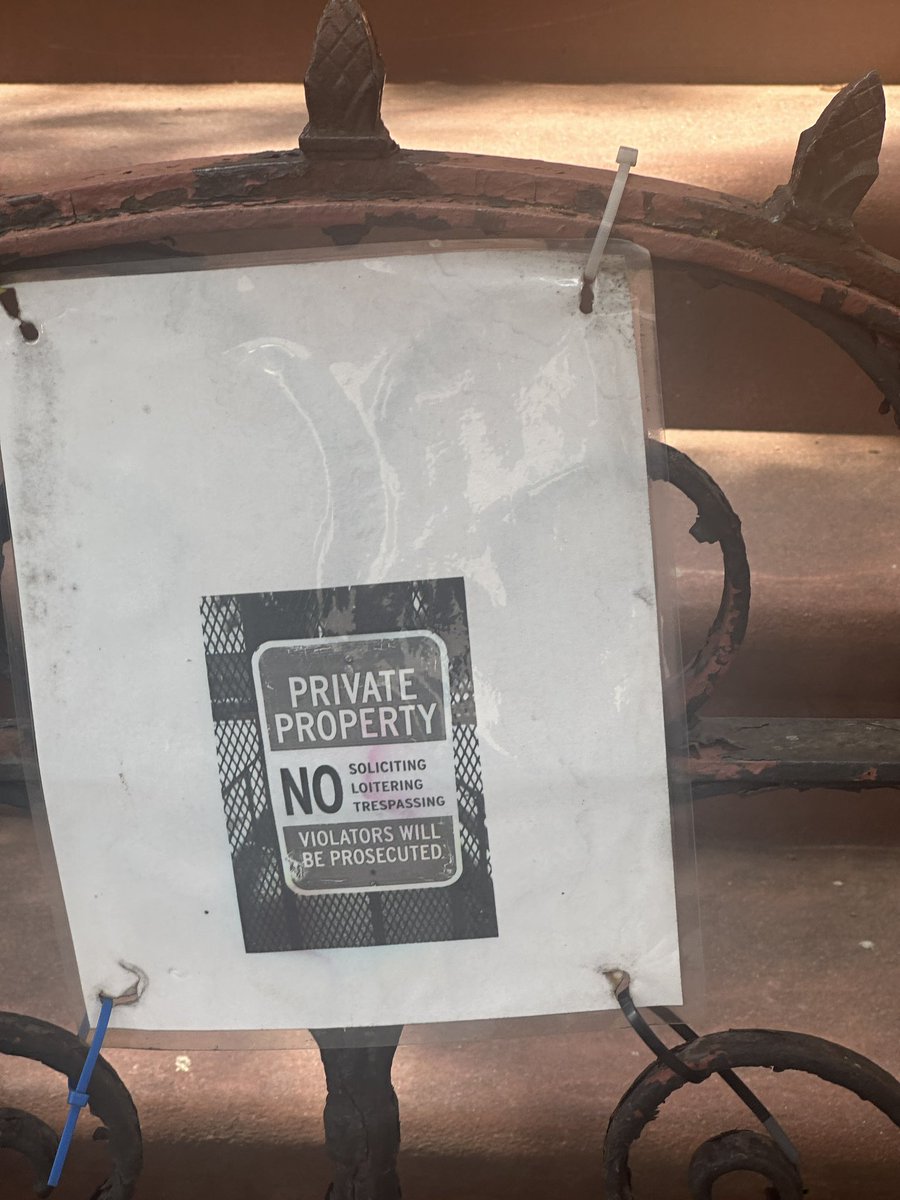 PRIVATE
PROPERTY
NO
SOLICITING
LOITERING
TRESPASSING
VIOLATORS WILL
BE PROSECUTED